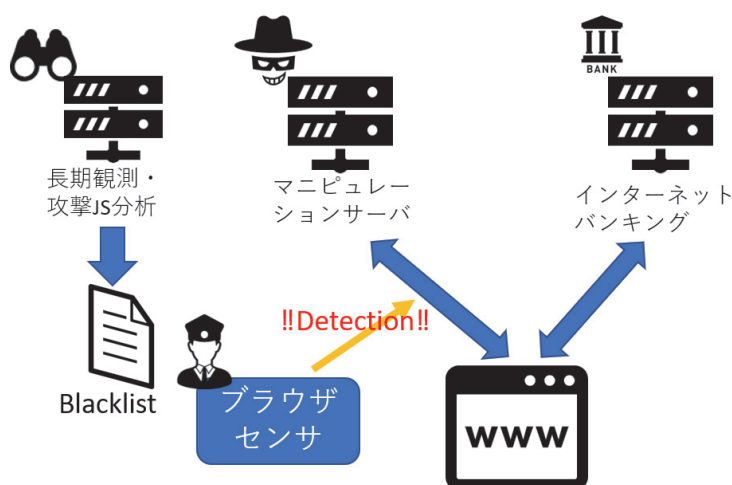 BANK
長期観測・
攻撃JS分析
マニピュレー
ションサーバ
インターネット
バンキング
!!Detection!!
Blacklist
ブラウザ
センサ
www